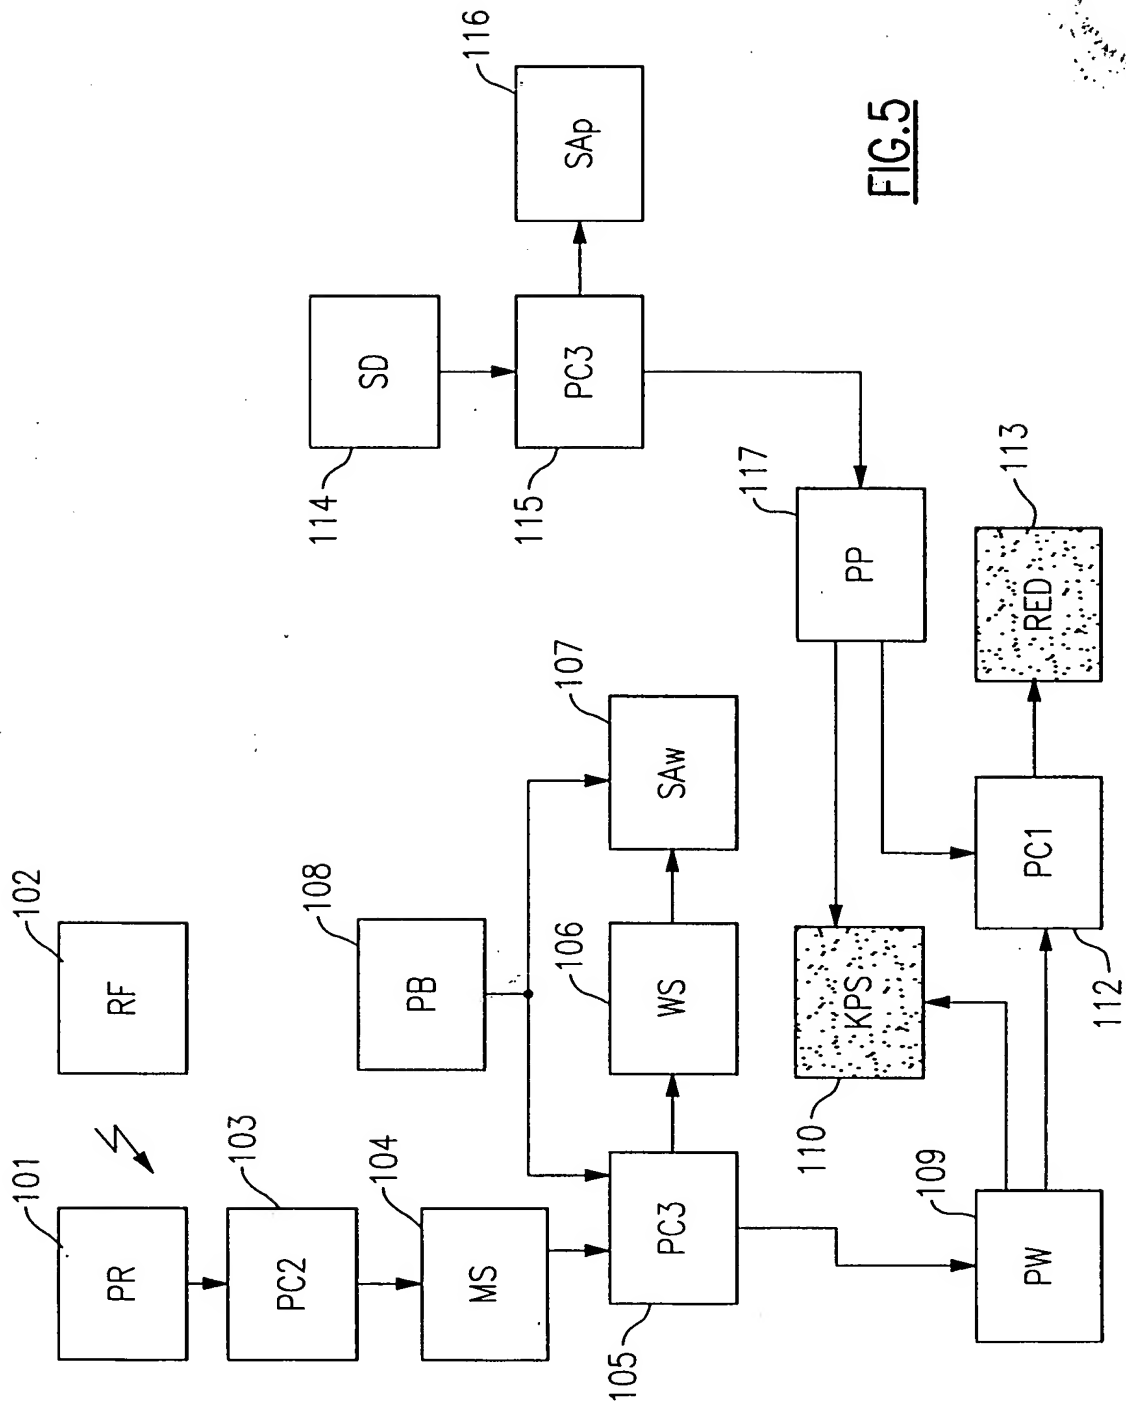 101
PR
102
RF
103
PC2
104
MS
108
PB
105
PC3
106
WS
107
SAw
109
PW
110
KPS
112
PC1
113
RED
117
PP
114
SD
115
PC3
116
SAp
FIG.5